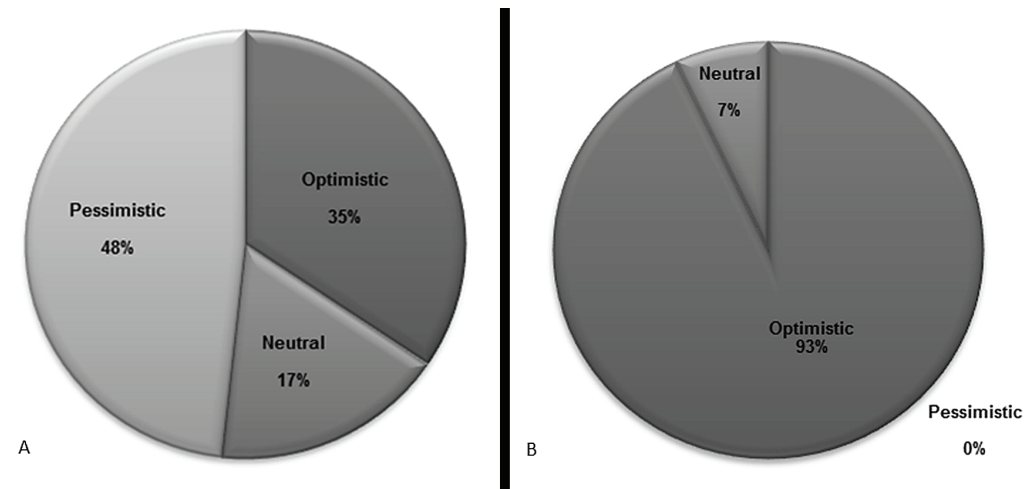 Optimistic
35%
Pessimistic
48%
Neutral
17%
A
Neutral
7%
Optimistic
93%
Pessimistic
0%
B